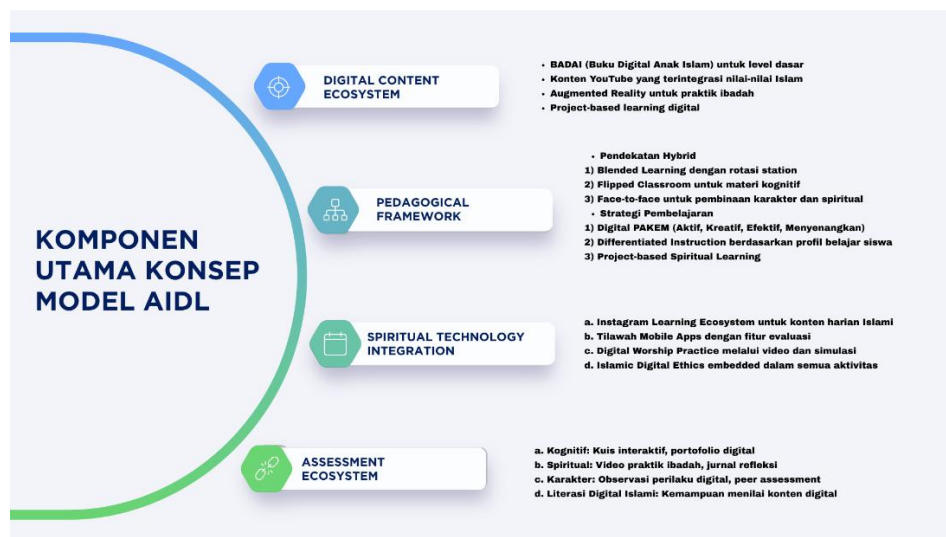 KOMPONEN
UTAMA KONSEP
MODEL AIDL
DIGITAL CONTENT
ECOSYSTEM
• BADAI (Buku Digital Anak Islam) untuk level dasar
• Konten YouTube yang terintegrasi nilai-nilai Islam
• Augmented Reality untuk praktik ibadah
• Project-based learning digital
PEDAGOGICAL
FRAMEWORK
• Pendekatan Hybrid
1) Blended Learning dengan rotasi station
2) Flipped Classroom untuk materi kognitif
3) Face-to-face untuk pembinaan karakter dan spiritual
• Strategi Pembelajaran
1) Digital PAKEM (Aktif, Kreatif, Efektif, Menyenangkan)
2) Differentiated Instruction berdasarkan profil belajar siswa
3) Project-based Spiritual Learning
SPIRITUAL TECHNOLOGY
INTEGRATION
a. Instagram Learning Ecosystem untuk konten harian Islami
b. Tilawah Mobile Apps dengan fitur evaluasi
c. Digital Worship Practice melalui video dan simulasi
d. Islamic Digital Ethics embedded dalam semua aktivitas
ASSESSMENT
ECOSYSTEM
a. Kognitif: Kuis interaktif, portofolio digital
b. Spiritual: Video praktik ibadah, jurnal refleksi
c. Karakter: Observasi perilaku digital, peer assessment
d. Literasi Digital Islami: Kemampuan menilai konten digital